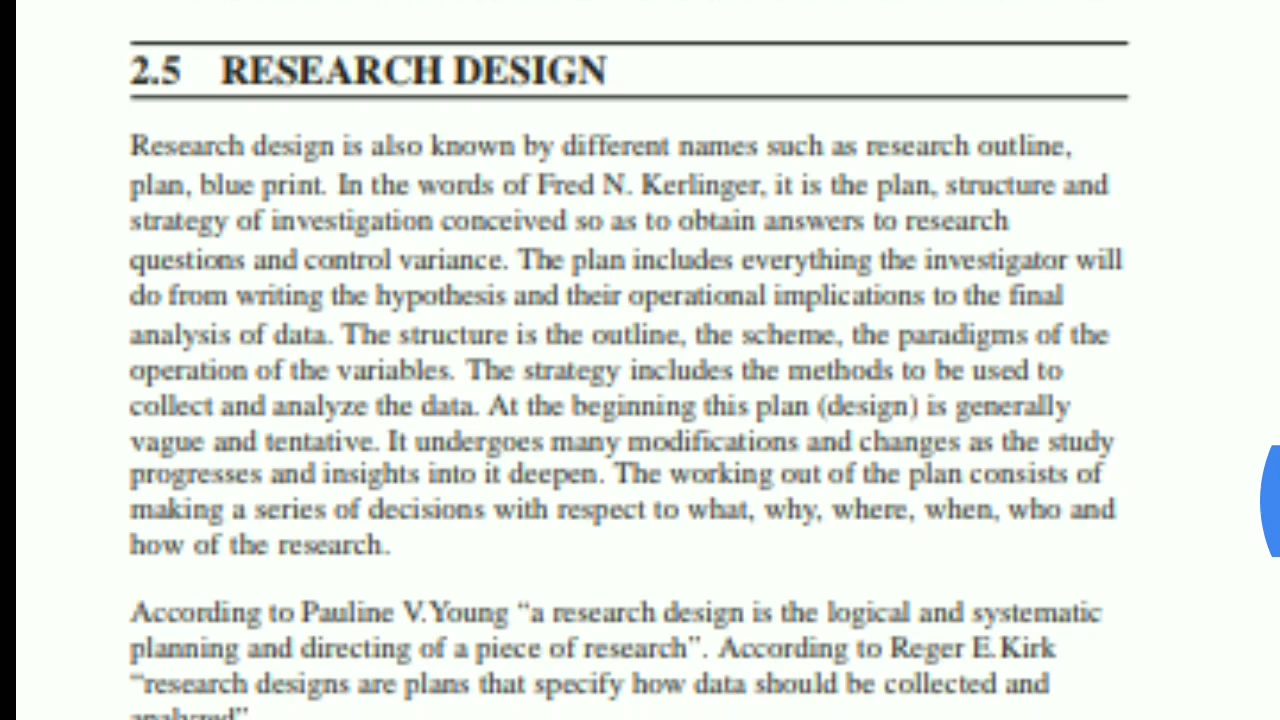 2.5 RESEARCH DESIGN
Research design is also known by different names such as research outline,
plan, blue print. In the words of Fred N. Kerlinger, it is the plan, structure and
strategy of investigation conceived so as to obtain answers to research
questions and control variance. The plan includes everything the investigator will
do from writing the hypothesis and their operational implications to the final
analysis of data. The structure is the outline, the scheme, the paradigms of the
operation of the variables. The strategy includes the methods to be used to
collect and analyze the data. At the beginning this plan (design) is generally
vague and tentative. It undergoes many modifications and changes as the study
progresses and insights into it deepen. The working out of the plan consists of
making a series of decisions with respect to what, why, where, when, who and
how of the research.
According to Pauline V.Young “a research design is the logical and systematic
planning and directing of a piece of research”. According to Reger E.Kirk
“research designs are plans that specify how data should be collected and
analyzed”